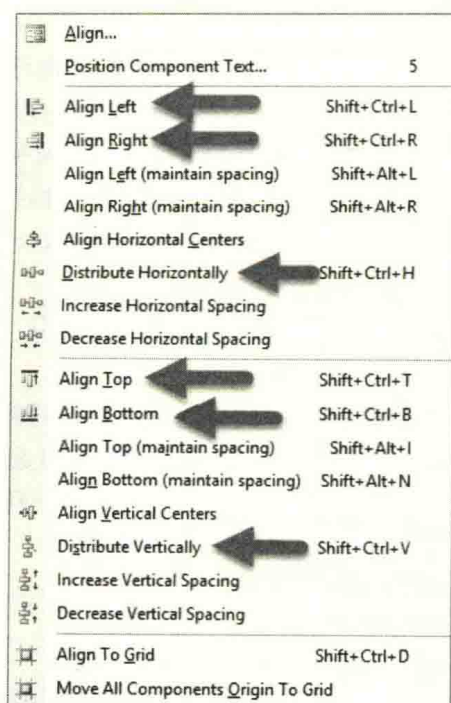 Align...
Position Component Text... 5
Align Left Shift+Ctrl+L
Align Right Shift+Ctrl+R
Align Left (maintain spacing) Shift+Alt+L
Align Right (maintain spacing) Shift+Alt+R
Align Horizontal Centers
Distribute Horizontally Shift+Ctrl+H
Increase Horizontal Spacing
Decrease Horizontal Spacing
Align Top Shift+Ctrl+T
Align Bottom Shift+Ctrl+B
Align Top (maintain spacing) Shift+Alt+I
Align Bottom (maintain spacing) Shift+Alt+N
Align Vertical Centers
Distribute Vertically Shift+Ctrl+V
Increase Vertical Spacing
Decrease Vertical Spacing
Align To Grid Shift+Ctrl+D
Move All Components Origin To Grid